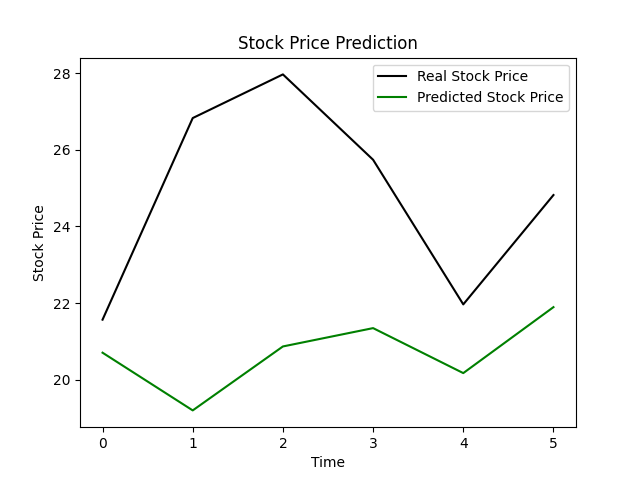 Stock Price Prediction
Real Stock Price
Predicted Stock Price
Stock Price
28
26
24
22
20
0 1 2 3 4 5
Time